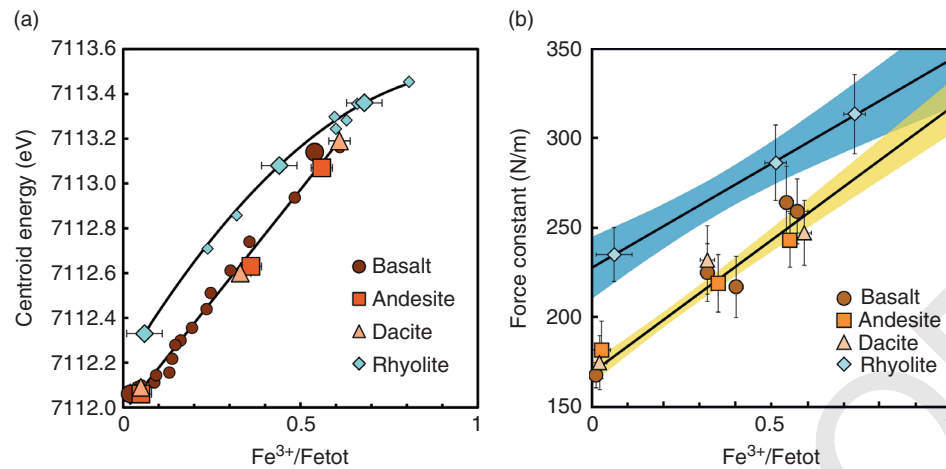 (a)
7113.6
7113.4
7113.2
7113.0
7112.8
7112.6
7112.4
7112.2
7112.0
Centroid energy (eV)
Basalt
Andesite
Dacite
Rhyolite
0
0.5
1
Fe³⁺/Fetot
(b)
350
300
250
200
150
Force constant (N/m)
Basalt
Andesite
Dacite
Rhyolite
0
0.5
Fe³⁺/Fetot